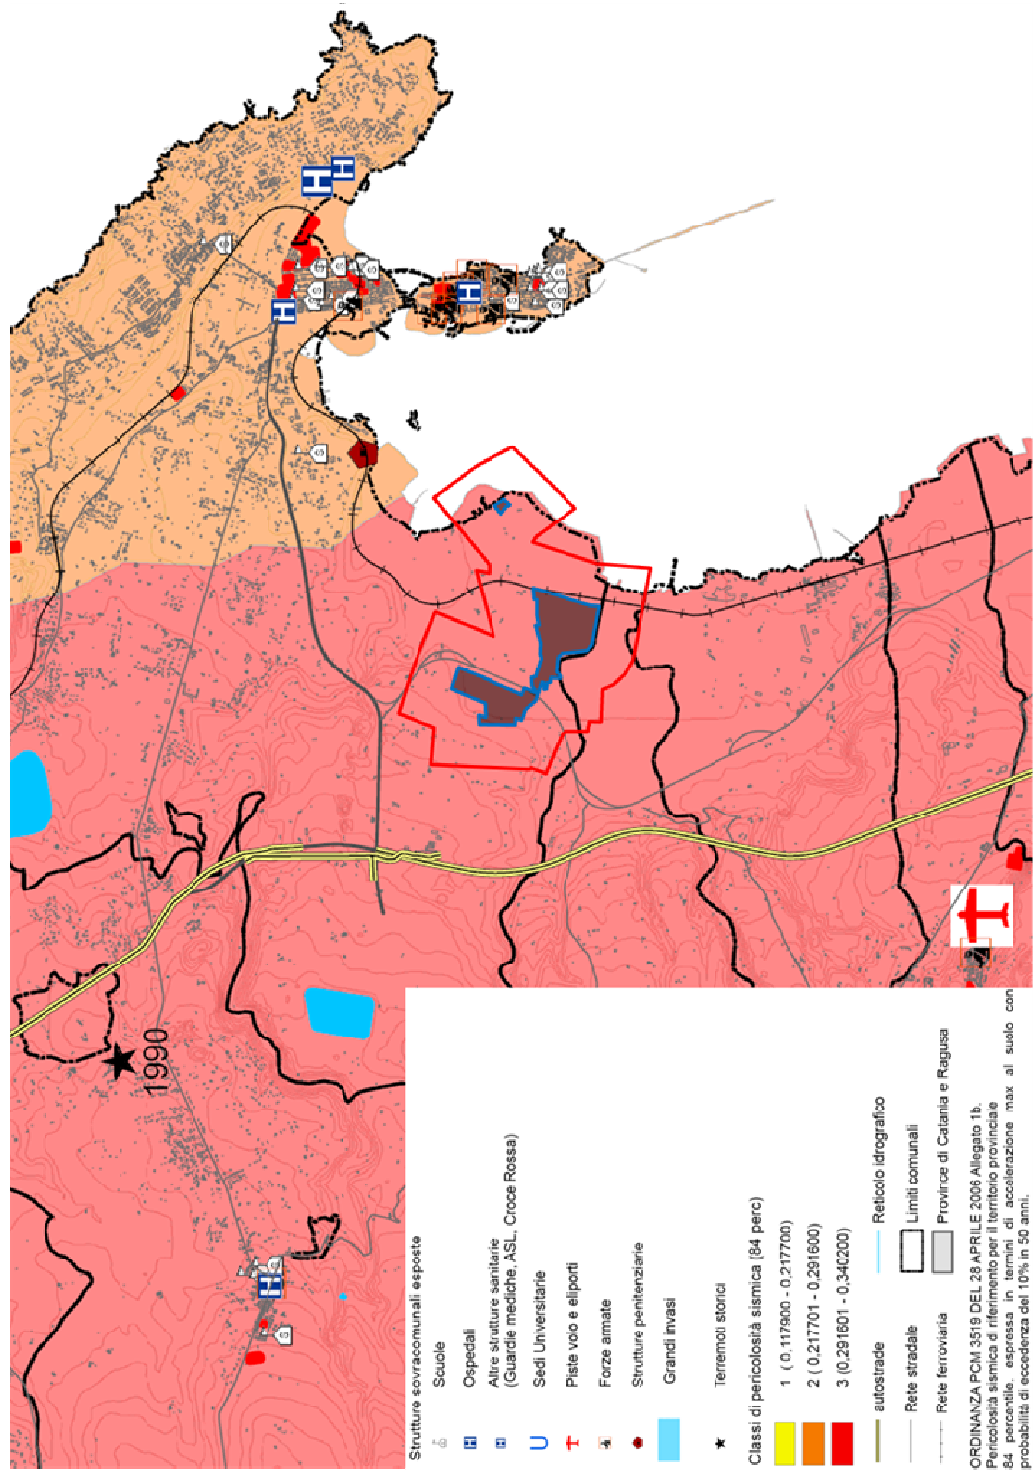 1990
Strutture sovracomunali esposte
Scuole
Ospedali
Altre strutture sanitarie
(Guardie mediche, ASL, Croce Rossa)
Sedi Universitarie
Piste volo e eliporti
Forze armate
Strutture penitenziarie
Grandi invasi
Terremoti storici
Classi di pericolosità sismica (84 perc)
1 ( 0,117900 - 0,217700)
2 ( 0,217701 - 0,291600)
3 (0,291601 - 0,340200)
autostrade
Rete stradale
Rete ferroviaria
Reticolo idrografico
Limiti comunali
Province di Catania e Ragusa
ORDINANZA PCM 3519 DEL 28 APRILE 2006 Allegato 1b.
Pericolosità sismica di riferimento per il territorio provinciale
84 percentile, espressa in termini di accelerazione max al suolo con
probabilità di eccedenza del 10% in 50 anni.